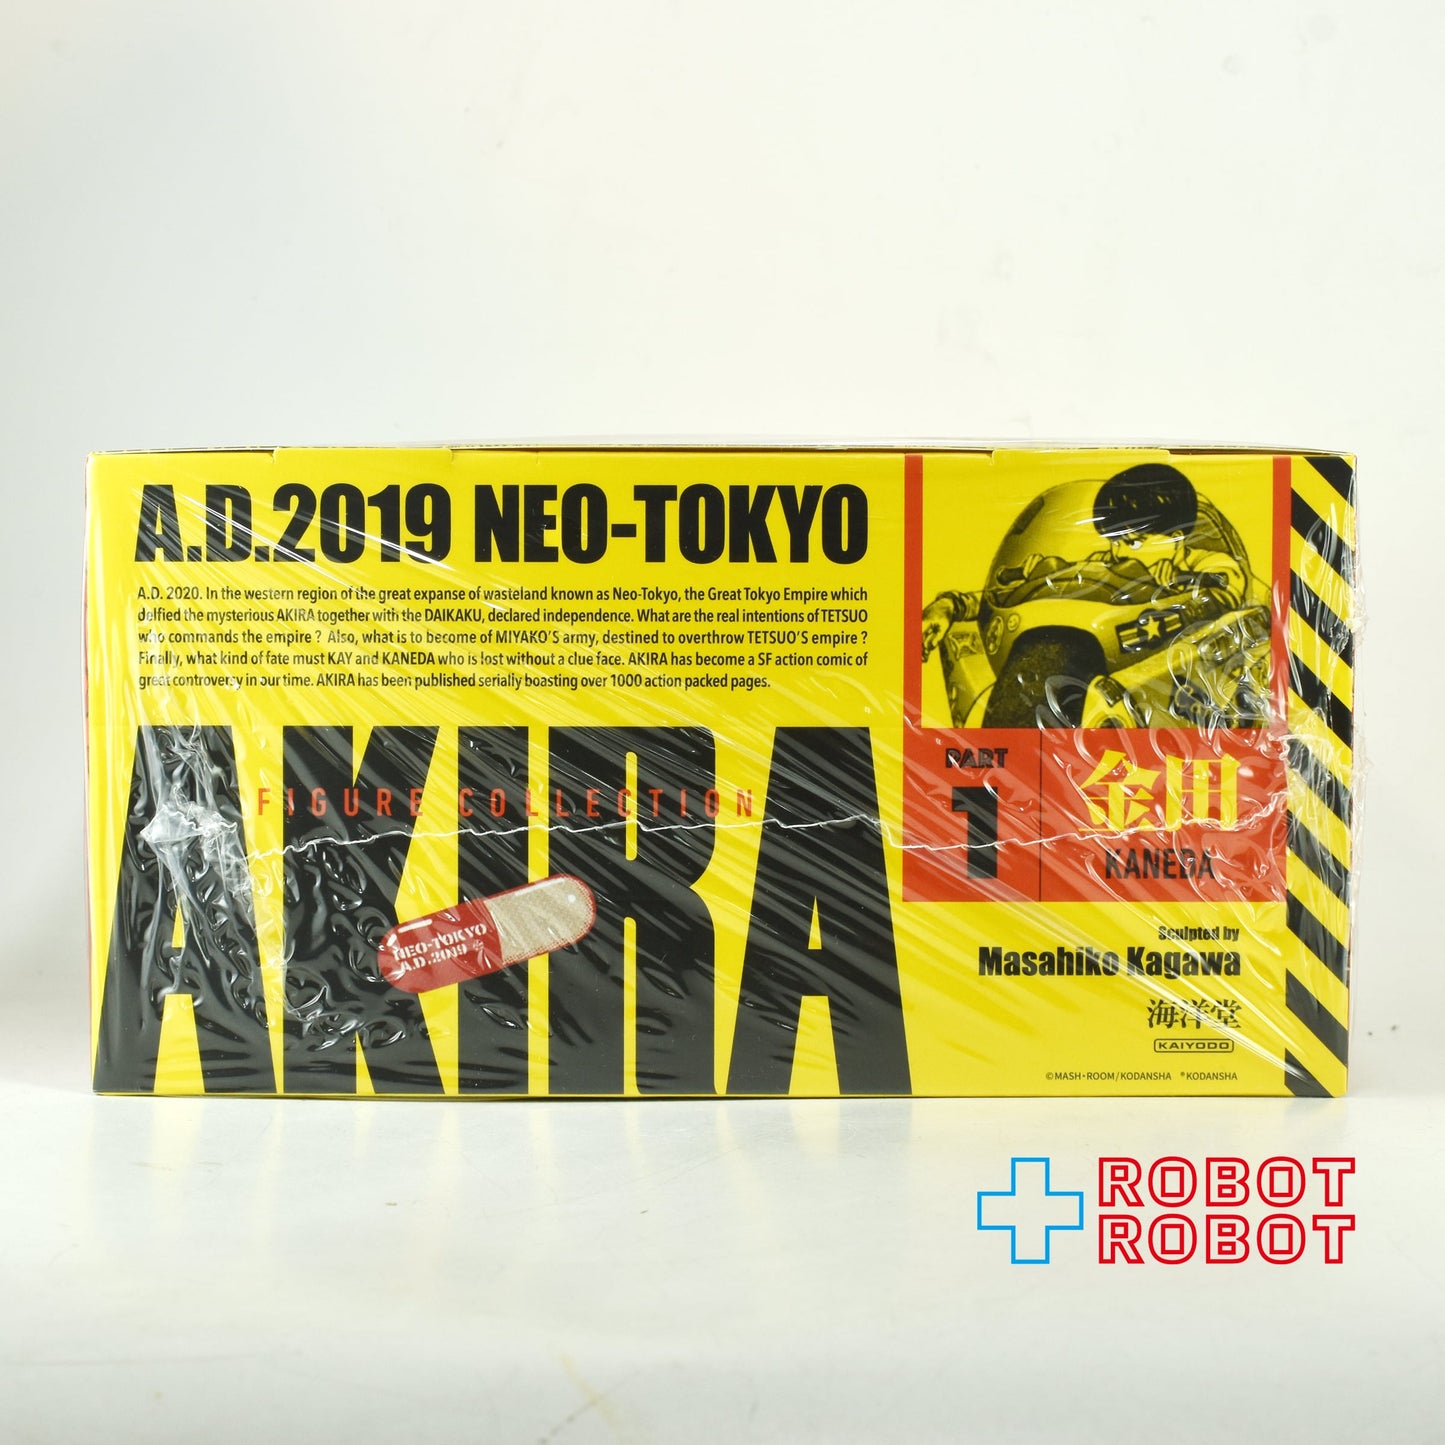 A.D.2019 NEO-TOKYO
A.D. 2020. In the western region of the great expanse of wasteland known as Neo-Tokyo, the Great Tokyo Empire which
delfied the mysterious AKIRA together with the DAIKAKU, declared independence. What are the real intentions of TETSUO
who commands the empire ? Also, what is to become of MIYAKO'S army, destined to overthrow TETSUO'S empire ?
Finally, what kind of fate must KAY and KANEDA who is lost without a clue face. AKIRA has become a SF action comic of
great controversy in our time. AKIRA has been published serially boasting over 1000 action packed pages.
AKIRA
FIGURE COLLECTION
NEO-TOKYO
A.D.2019
PART
1
金田
KANEDA
Sculpted by
Masahiko Kagawa
海洋堂
KAIYODO
©MASH・ROOM/KODANSHA ®KODANSHA
ROBOT
ROBOT